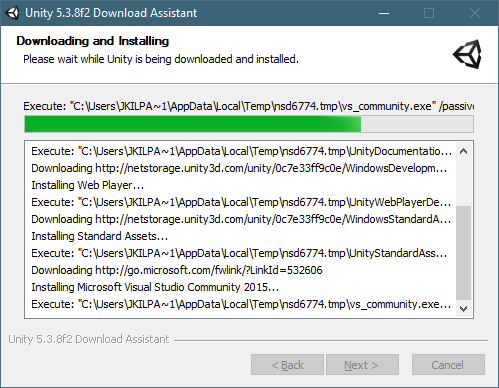 Unity 5.3.8f2 Download Assistant
Downloading and Installing
Please wait while Unity is being downloaded and installed.
Execute: "C:\Users\JKILPA~1\AppData\Local\Temp\nsd6774.tmp\vs_community.exe" /passive
Execute: "C:\Users\JKILPA~1\AppData\Local\Temp\nsd6774.tmp\UnityDocumentatio...
Downloading http://netstorage.unity3d.com/unity/0c7e33ff9c0e/WindowsDevelopm...
Installing Web Player...
Execute: "C:\Users\JKILPA~1\AppData\Local\Temp\nsd6774.tmp\UnityWebPlayerDe...
Downloading http://netstorage.unity3d.com/unity/0c7e33ff9c0e/WindowsStandardA...
Installing Standard Assets...
Execute: "C:\Users\JKILPA~1\AppData\Local\Temp\nsd6774.tmp\UnityStandardAss...
Downloading http://go.microsoft.com/fwlink/?LinkId=532606
Installing Microsoft Visual Studio Community 2015...
Execute: "C:\Users\JKILPA~1\AppData\Local\Temp\nsd6774.tmp\vs_community.exe...
Unity 5.3.8f2 Download Assistant
< Back
Next >
Cancel